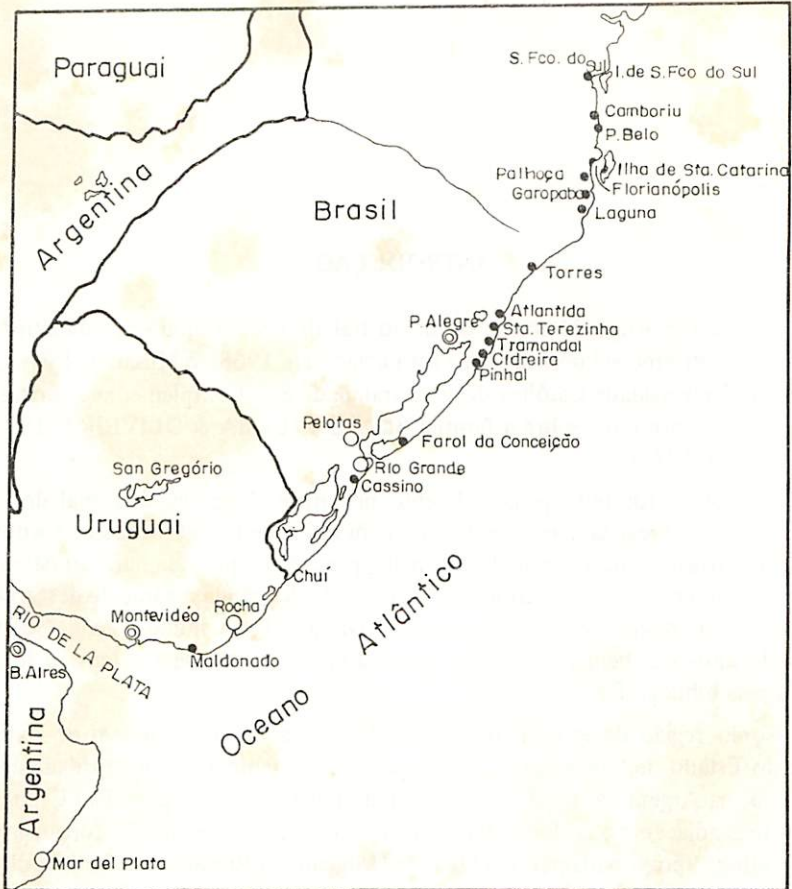 Paraguai
S. Fco. do
Sul
I. de S. Fco do Sul
Camboriu
P. Belo
Argentina
Brasil
Palhoça
Ilha de Sta. Catarina
Garopaba
Florianópolis
Laguna
Torres
P. Alegre
Atlantida
Sta. Terezinha
Tramandaí
Cidreira
Pinhal
Pelotas
Farol da Conceição
Rio Grande
San Gregório
Cassino
Uruguai
Chuí
Oceano Atlântico
Rocha
Montevidéo
RIO DE LA PLATA
Maldonado
B. Aires
Argentina
Mar del Plata